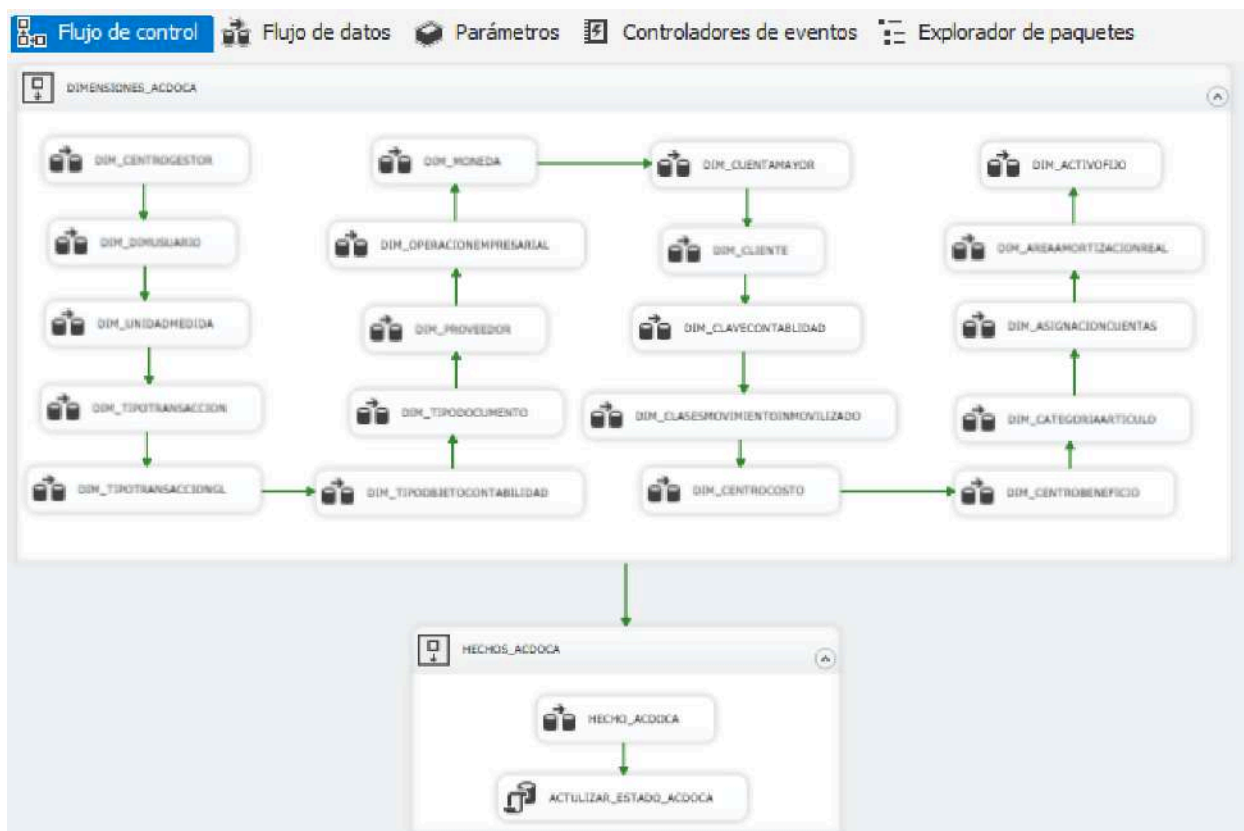 Flujo de control Flujo de datos Parámetros Controladores de eventos Explorador de paquetes
DIMENSIONES_ACDOCA
DIM_CENTROGESTOR
DIM_DIMUSUARIO
DIM_UNIDADMEDIDA
DIM_TIPOTRANSACCION
DIM_TIPOTRANSACCIONGL
DIM_MONEDA
DIM_OPERACIONEMPRESARIAL
DIM_PROVEEDOR
DIM_TIPODOCUMENTO
DIM_TIPOOBJETOCONTABILIDAD
DIM_CUENTAMAYOR
DIM_CLIENTE
DIM_CLAVECONTABLIDAD
DIM_CLASESMOVIMIENTOINMOVILIZADO
DIM_CENTROCOSTO
DIM_ACTIVOFIJO
DIM_AREAAMORTIZACIONREAL
DIM_ASIGNACIONCUENTAS
DIM_CATEGORIAARTICULO
DIM_CENTROBENEFICIO
HECHOS_ACDOCA
HECHO_ACDOCA
ACTULIZAR_ESTADO_ACDOCA